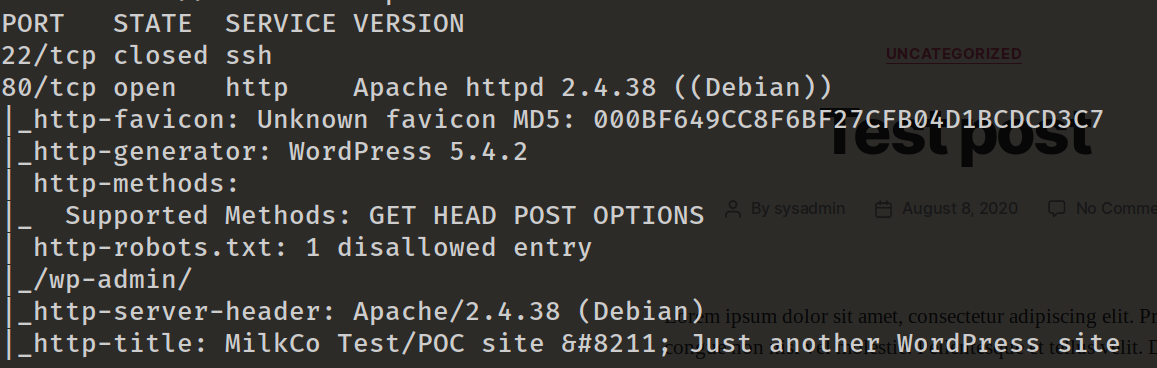 PORT   STATE  SERVICE VERSION
22/tcp closed ssh
80/tcp open   http    Apache httpd 2.4.38 ((Debian))
|_http-favicon: Unknown favicon MD5: 000BF649CC8F6BF27CFB04D1BCDCD3C7
|_http-generator: WordPress 5.4.2
| http-methods:
|_  Supported Methods: GET HEAD POST OPTIONS
| http-robots.txt: 1 disallowed entry
|_/wp-admin/
|_http-server-header: Apache/2.4.38 (Debian)
|_http-title: MilkCo Test/POC site &#8211; Just another WordPress site
UNCATEGORIZED
Test post
By sysadmin August 8, 2020 No
Lorem ipsum dolor sit amet, consectetur adipiscing elit.